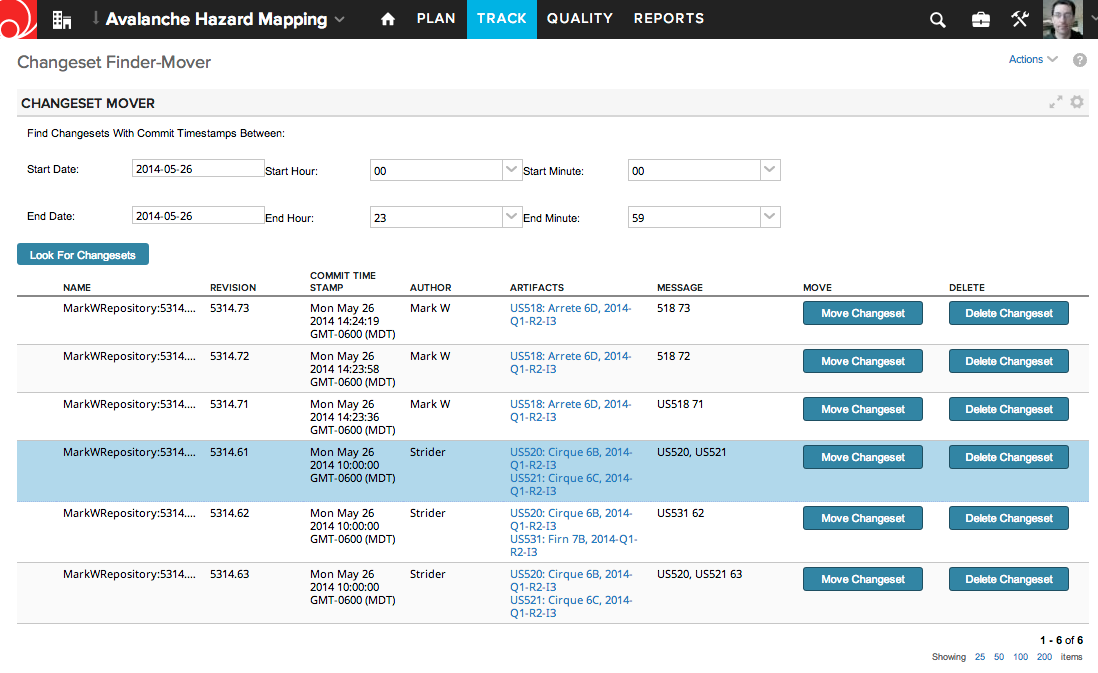 Avalanche Hazard Mapping PLAN TRACK QUALITY REPORTS
Changeset Finder-Mover
Actions
?
CHANGESET MOVER
Find Changesets With Commit Timestamps Between:
Start Date: 2014-05-26 Start Hour: 00 Start Minute: 00
End Date: 2014-05-26 End Hour: 23 End Minute: 59
Look For Changesets
COMMIT TIME
NAME REVISION STAMP AUTHOR ARTIFACTS MESSAGE MOVE DELETE
MarkWRepository:5314.... 5314.73 Mon May 26 Mark W US518: Arrete 6D, 2014- 518 73 Move Changeset Delete Changeset
2014 14:24:19 Q1-R2-I3
GMT-0600 (MDT)
MarkWRepository:5314.... 5314.72 Mon May 26 Mark W US518: Arrete 6D, 2014- 518 72 Move Changeset Delete Changeset
2014 14:23:58 Q1-R2-I3
GMT-0600 (MDT)
MarkWRepository:5314.... 5314.71 Mon May 26 Mark W US518: Arrete 6D, 2014- US518 71 Move Changeset Delete Changeset
2014 14:23:36 Q1-R2-I3
GMT-0600 (MDT)
MarkWRepository:5314.... 5314.61 Mon May 26 Strider US520: Cirque 6B, 2014- US520, US521 Move Changeset Delete Changeset
2014 10:00:00 Q1-R2-I3
GMT-0600 (MDT) US521: Cirque 6C, 2014-
Q1-R2-I3
MarkWRepository:5314.... 5314.62 Mon May 26 Strider US520: Cirque 6B, 2014- US531 62 Move Changeset Delete Changeset
2014 10:00:00 Q1-R2-I3
GMT-0600 (MDT) US531: Firn 7B, 2014-Q1-
R2-I3
MarkWRepository:5314.... 5314.63 Mon May 26 Strider US520: Cirque 6B, 2014- US520, US521 63 Move Changeset Delete Changeset
2014 10:00:00 Q1-R2-I3
GMT-0600 (MDT) US521: Cirque 6C, 2014-
Q1-R2-I3
1 - 6 of 6
Showing 25 50 100 200 items